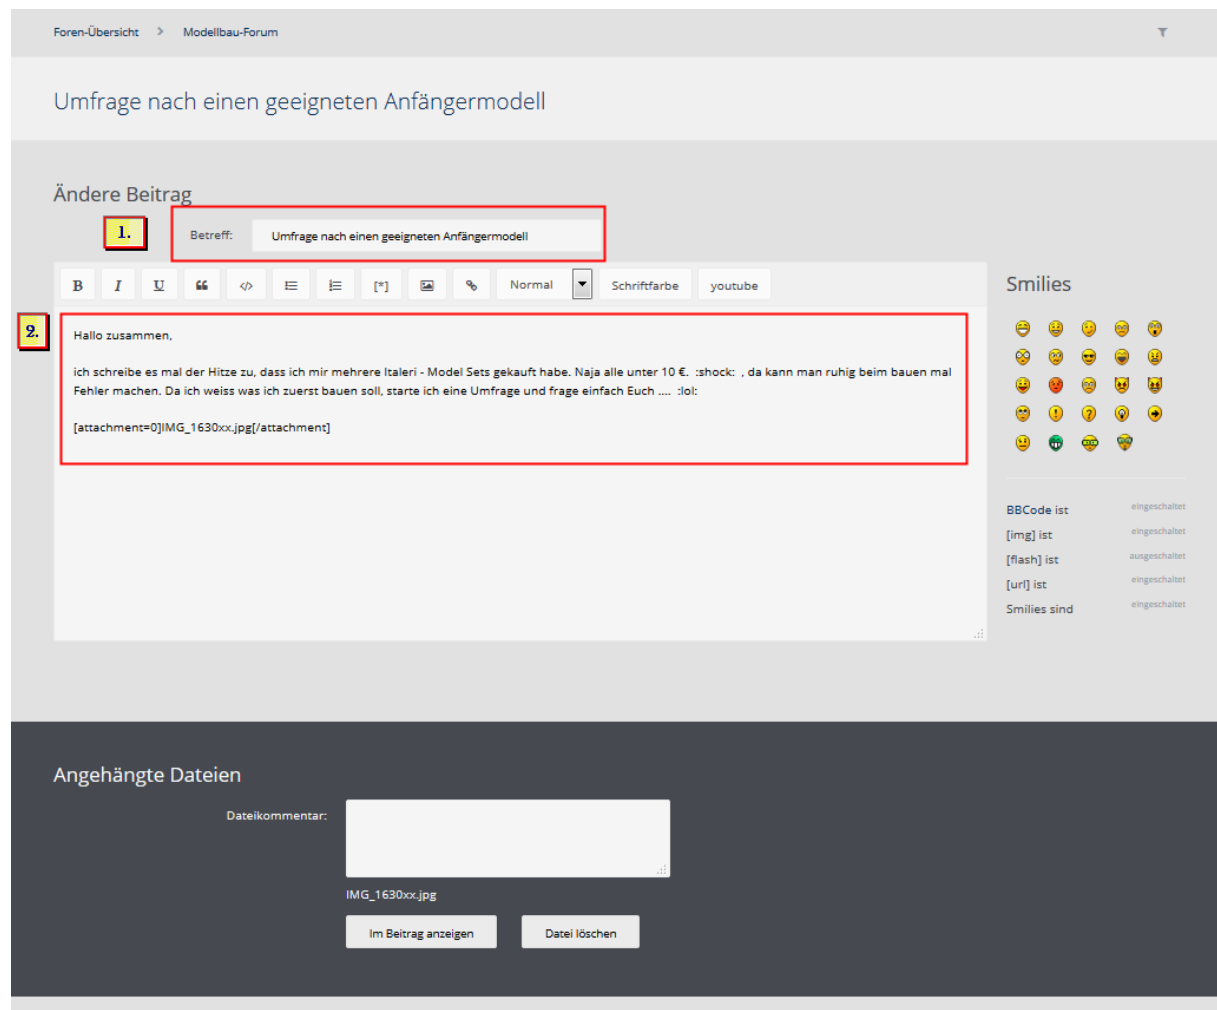 Foren-Übersicht > Modellbau-Forum
Umfrage nach einen geeigneten Anfängermodell
Ändere Beitrag
1.
Betreff: Umfrage nach einen geeigneten Anfängermodell
B I U </> [*] Normal Schriftfarbe youtube
Smilies
2.
Hallo zusammen,
ich schreibe es mal der Hitze zu, dass ich mir mehrere Italeri - Model Sets gekauft habe. Naja alle unter 10 €. :shock: , da kann man ruhig beim bauen mal
Fehler machen. Da ich weiss was ich zuerst bauen soll, starte ich eine Umfrage und frage einfach Euch .... :lol:
[attachment=0]IMG_1630xx.jpg[/attachment]
BBCode ist eingeschaltet
[img] ist eingeschaltet
[flash] ist ausgeschaltet
[url] ist eingeschaltet
Smilies sind eingeschaltet
Angehängte Dateien
Dateikommentar:
IMG_1630xx.jpg
Im Beitrag anzeigen Datei löschen